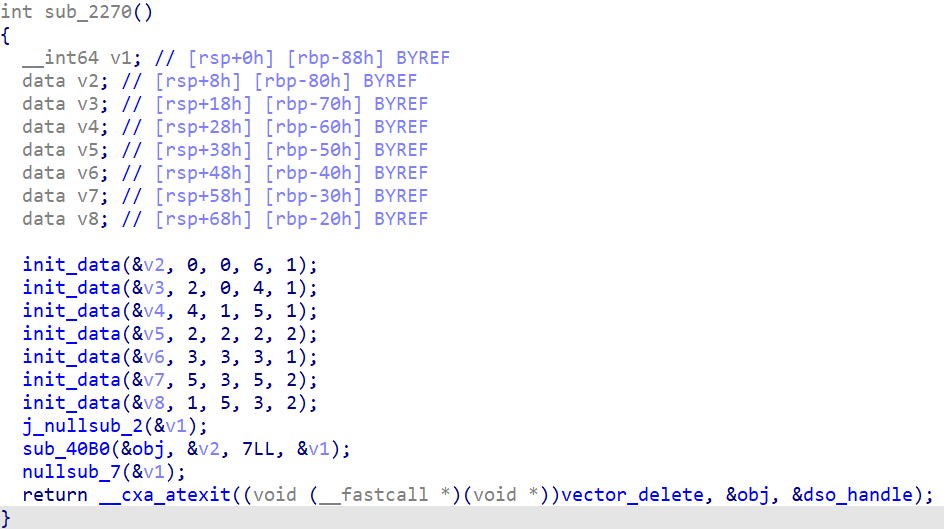 int sub_2270()
{
  __int64 v1; // [rsp+0h] [rbp-88h] BYREF
  data v2; // [rsp+8h] [rbp-80h] BYREF
  data v3; // [rsp+18h] [rbp-70h] BYREF
  data v4; // [rsp+28h] [rbp-60h] BYREF
  data v5; // [rsp+38h] [rbp-50h] BYREF
  data v6; // [rsp+48h] [rbp-40h] BYREF
  data v7; // [rsp+58h] [rbp-30h] BYREF
  data v8; // [rsp+68h] [rbp-20h] BYREF

  init_data(&v2, 0, 0, 6, 1);
  init_data(&v3, 2, 0, 4, 1);
  init_data(&v4, 4, 1, 5, 1);
  init_data(&v5, 2, 2, 2, 2);
  init_data(&v6, 3, 3, 3, 1);
  init_data(&v7, 5, 3, 5, 2);
  init_data(&v8, 1, 5, 3, 2);
  j_nullsub_2(&v1);
  sub_40B0(&obj, &v2, 7LL, &v1);
  nullsub_7(&v1);
  return __cxa_atexit((void (__fastcall *)(void *))vector_delete, &obj, &dso_handle);
}